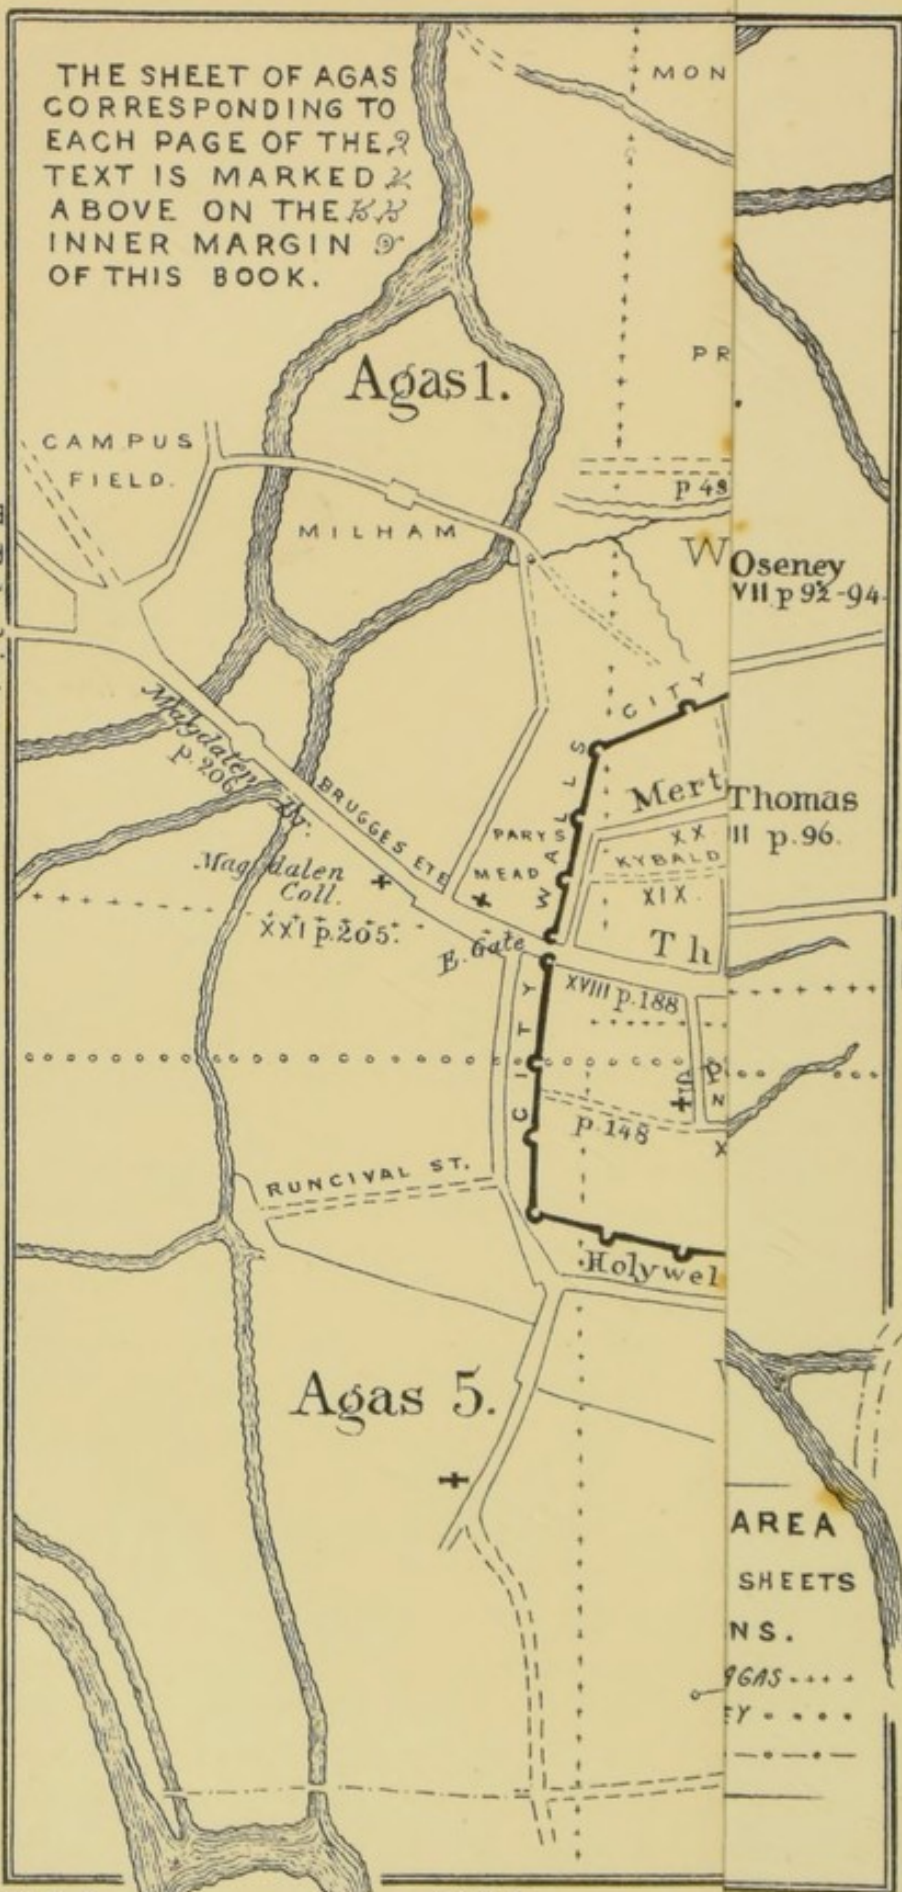 THE SHEET OF AGAS
CORRESPONDING TO
EACH PAGE OF THE
TEXT IS MARKED
ABOVE ON THE
INNER MARGIN
OF THIS BOOK.
MON
Agas 1.
PR
CAMPUS
FIELD.
MILHAM
p 48
W
Oseney
VII p 92-94.
CITY
WALLS
Magdalen Br.
p. 206
BRUGGES ETE
PARYS
MEAD
Mert
Thomas
III p. 96.
XX
KYBALD
XIX.
Magdalen
Coll.
XXI p. 205.
E. Gate
Th
XVIII p. 188
CITY
p. 148
X
RUNCIVAL ST.
Holywel
Agas 5.
AREA
SHEETS
NS.
AGAS
EY